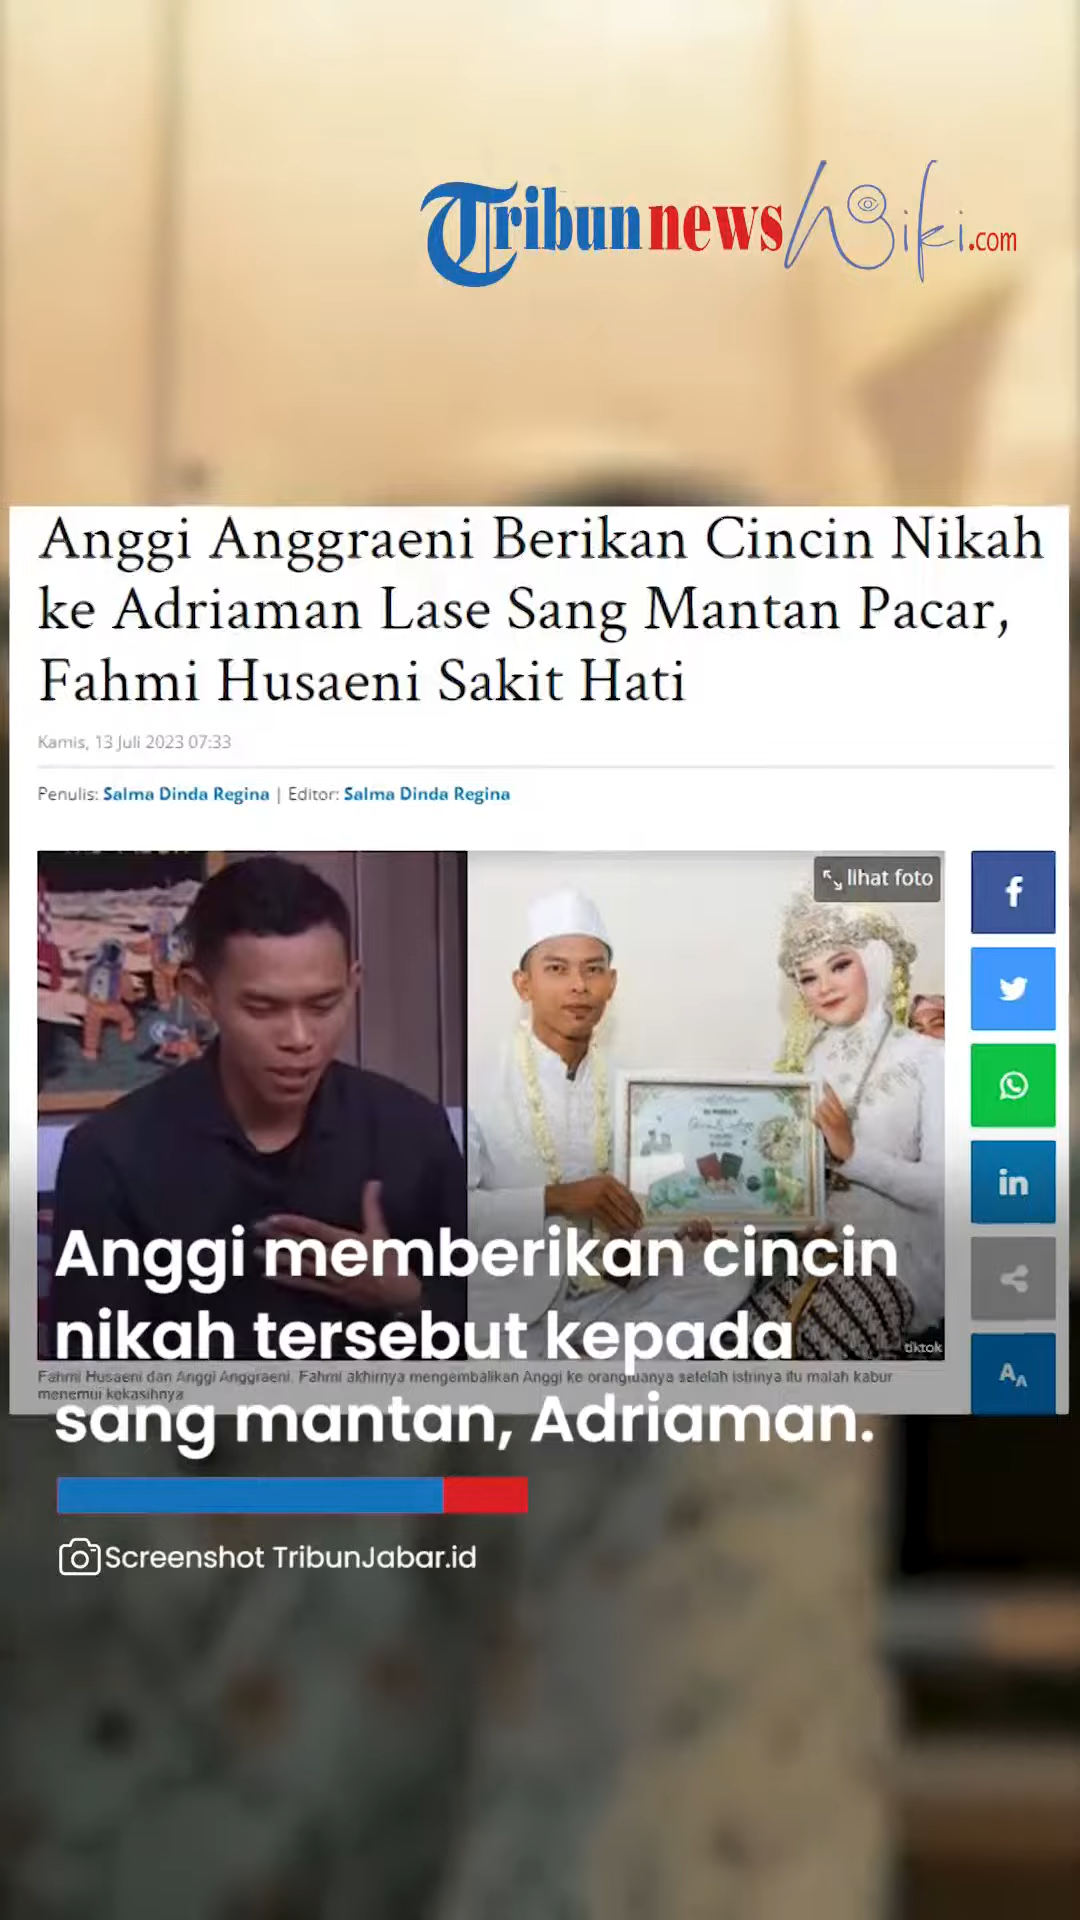 TribunnewsWiki.com
Anggi Anggraeni Berikan Cincin Nikah
ke Adriaman Lase Sang Mantan Pacar,
Fahmi Husaeni Sakit Hati
Kamis, 13 Juli 2023 07:33
Penulis: Salma Dinda Regina | Editor: Salma Dinda Regina
lihat foto
f
in
AA
tiktok
Anggi memberikan cincin
nikah tersebut kepada
Fahmi Husaeni dan Anggi Anggraeni. Fahmi akhirnya mengembalikan Anggi ke orangtuanya setelah istrinya itu malah kabur
menemui kekasihnya
sang mantan, Adriaman.
Screenshot TribunJabar.id